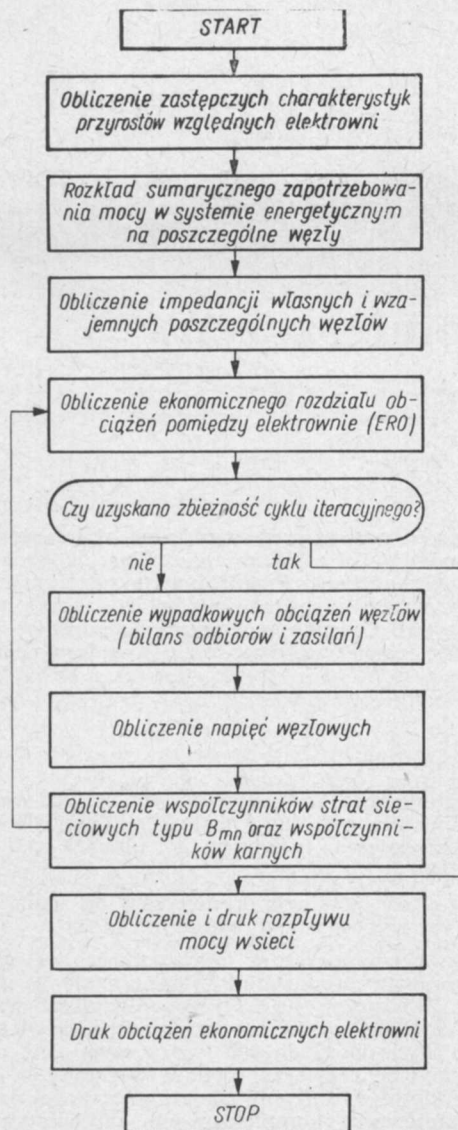 START
Obliczenie zastępczych charakterystyk
przyrostów względnych elektrowni
Rozkład sumarycznego zapotrzebowa-
nia mocy w systemie energetycznym
na poszczególne węzły
Obliczenie impedancji własnych i wza-
jemnych poszczególnych węzłów
Obliczenie ekonomicznego rozdziału ob-
ciążeń pomiędzy elektrownie (ERO)
Czy uzyskano zbieżność cyklu iteracyjnego?
nie tak
Obliczenie wypadkowych obciążeń węzłów
(bilans odbiorów i zasilań)
Obliczenie napięć węzłowych
Obliczenie współczynników strat sie-
ciowych typu Bmn oraz współczynni-
ków karnych
Obliczenie i druk rozpływu
mocy w sieci
Druk obciążeń ekonomicznych elektrowni
STOP